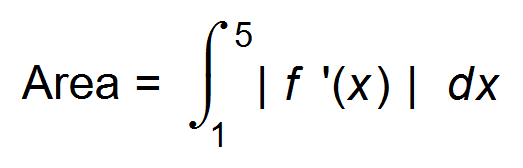 Area = ∫₁⁵ | f '(x) | dx